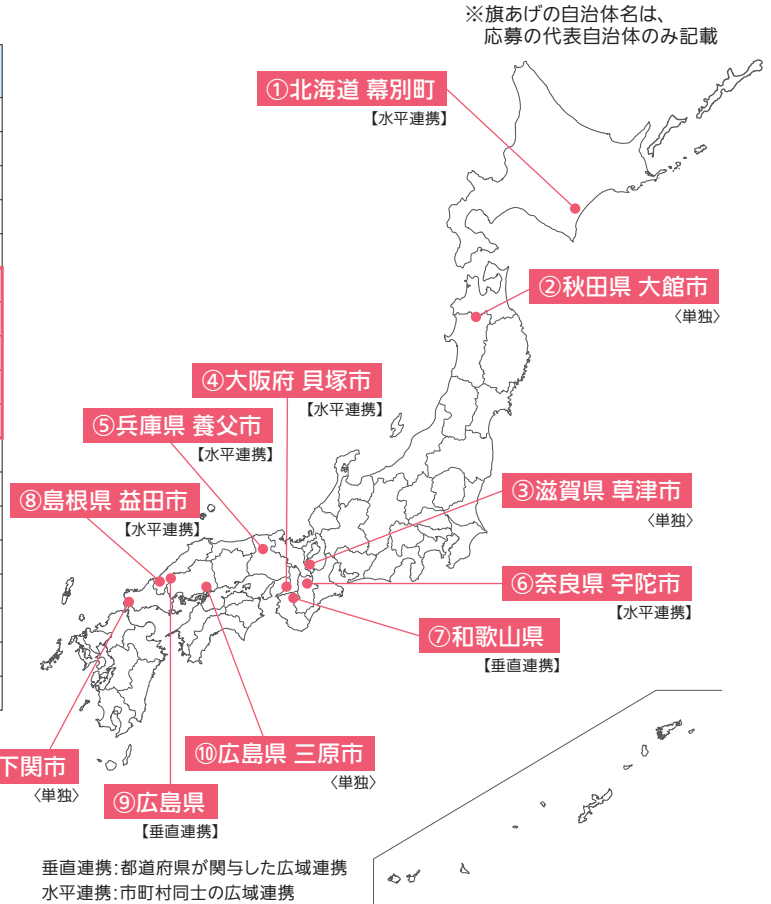 ※旗あげの自治体名は、
応募の代表自治体のみ記載
①北海道 幕別町
【水平連携】
②秋田県 大館市
〈単独〉
④大阪府 貝塚市
【水平連携】
⑤兵庫県 養父市
【水平連携】
③滋賀県 草津市
〈単独〉
⑧島根県 益田市
【水平連携】
⑥奈良県 宇陀市
【水平連携】
⑦和歌山県
【垂直連携】
下関市
〈単独〉
⑩広島県 三原市
〈単独〉
⑨広島県
【垂直連携】
垂直連携:都道府県が関与した広域連携
水平連携:市町村同士の広域連携